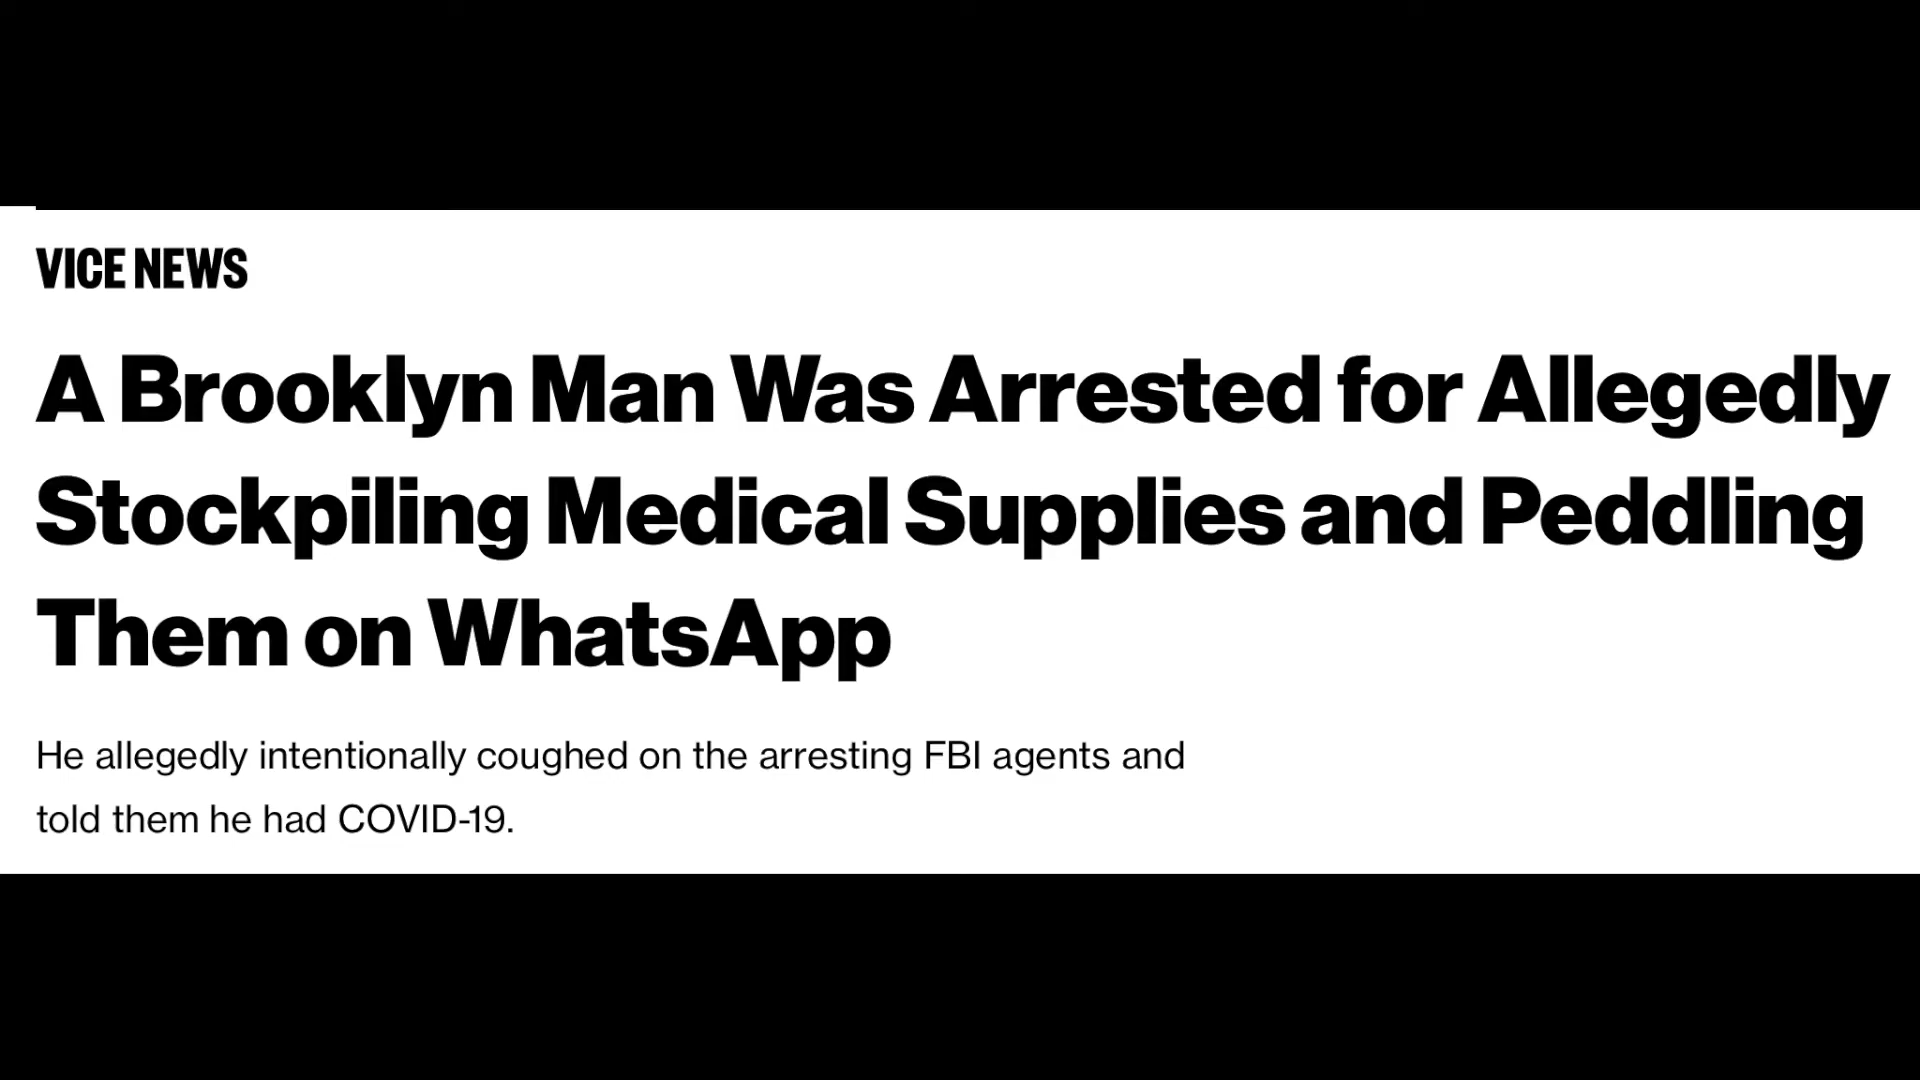 VICE NEWS
A Brooklyn Man Was Arrested for Allegedly
Stockpiling Medical Supplies and Peddling
Them on WhatsApp
He allegedly intentionally coughed on the arresting FBI agents and
told them he had COVID-19.